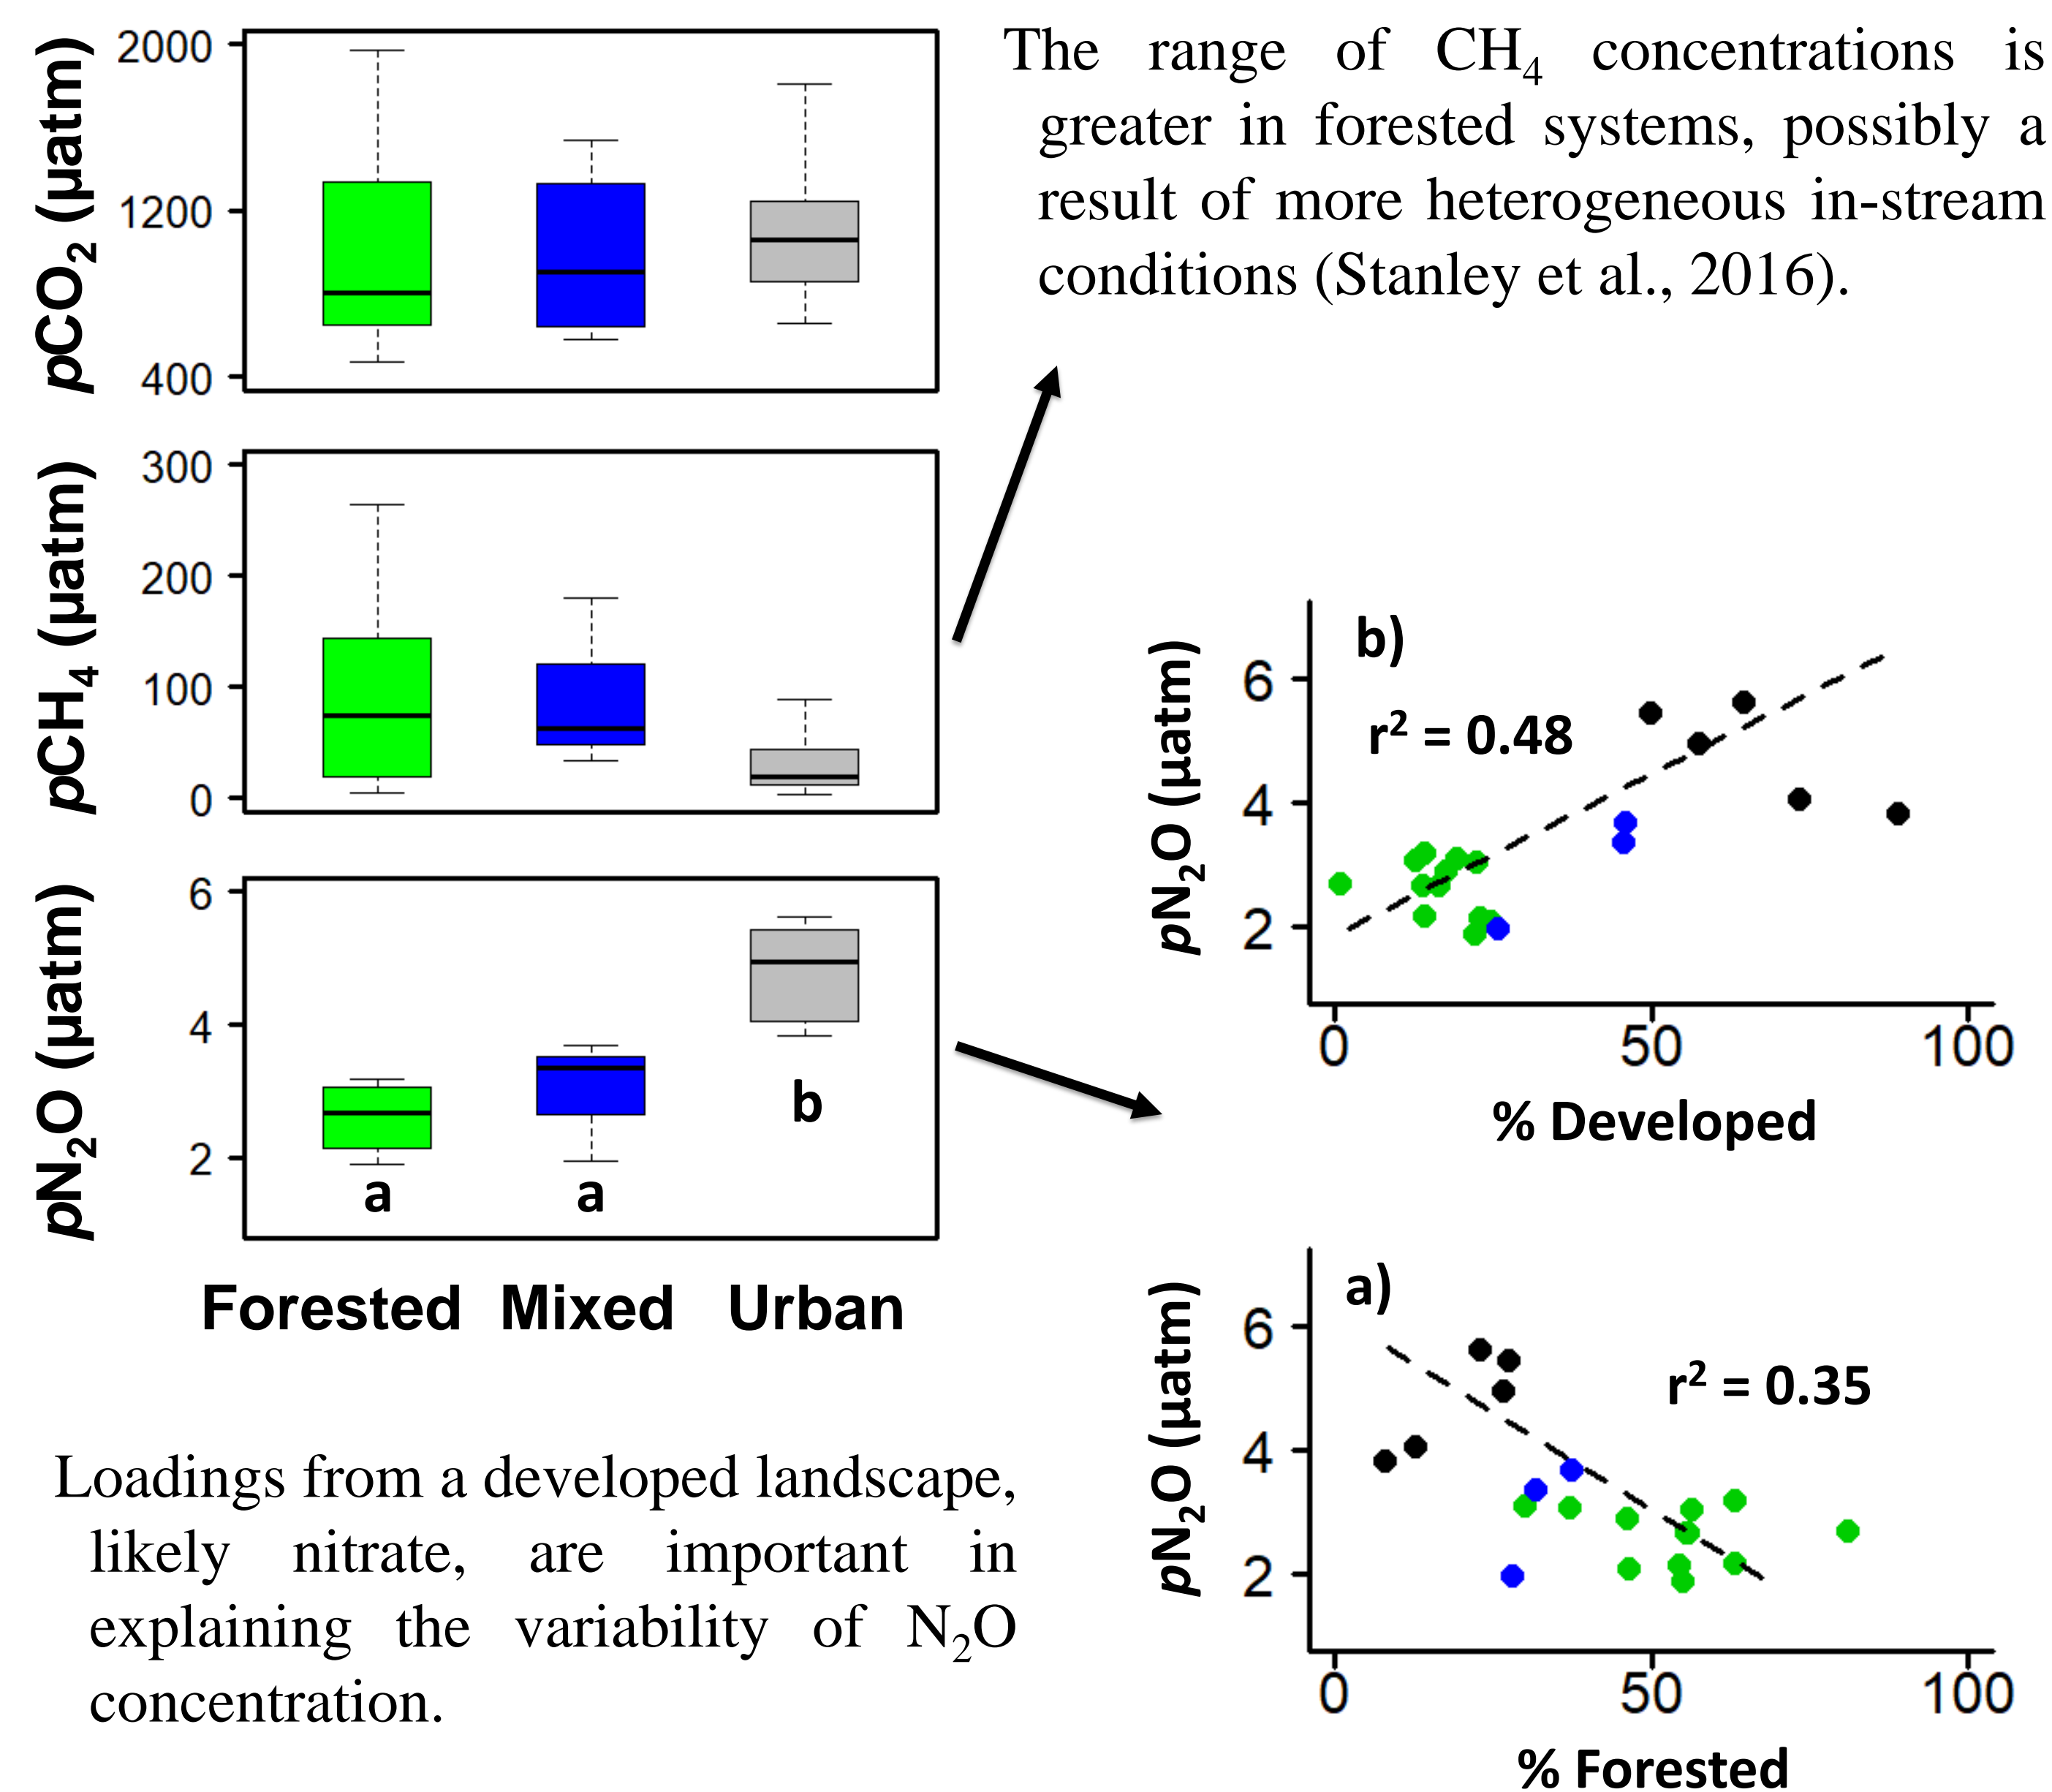 pCO₂ (µatm)
2000
1200
400
The range of CH₄ concentrations is
greater in forested systems, possibly a
result of more heterogeneous in-stream
conditions (Stanley et al., 2016).
pCH₄ (µatm)
300
200
100
0
pN₂O (µatm)
6
4
2
a
a
b
Forested Mixed Urban
Loadings from a developed landscape,
likely nitrate, are important in
explaining the variability of N₂O
concentration.
b)
r² = 0.48
pN₂O (µatm)
6
4
2
0 50 100
% Developed
a)
r² = 0.35
pN₂O (µatm)
6
4
2
0 50 100
% Forested